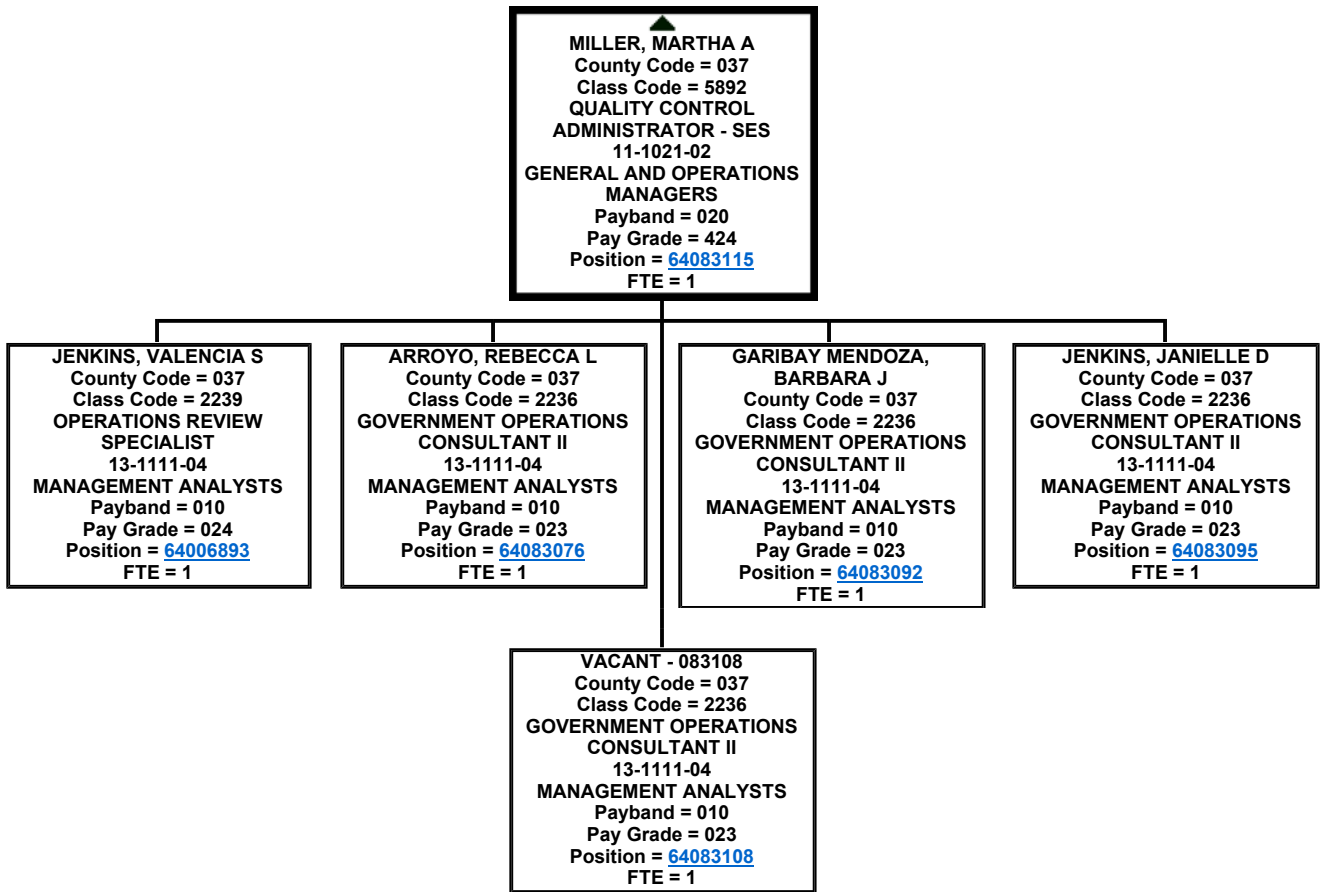 MILLER, MARTHA A
County Code = 037
Class Code = 5892
QUALITY CONTROL
ADMINISTRATOR - SES
11-1021-02
GENERAL AND OPERATIONS
MANAGERS
Payband = 020
Pay Grade = 424
Position = 64083115
FTE = 1
JENKINS, VALENCIA S
County Code = 037
Class Code = 2239
OPERATIONS REVIEW
SPECIALIST
13-1111-04
MANAGEMENT ANALYSTS
Payband = 010
Pay Grade = 024
Position = 64006893
FTE = 1
ARROYO, REBECCA L
County Code = 037
Class Code = 2236
GOVERNMENT OPERATIONS
CONSULTANT II
13-1111-04
MANAGEMENT ANALYSTS
Payband = 010
Pay Grade = 023
Position = 64083076
FTE = 1
GARIBAY MENDOZA,
BARBARA J
County Code = 037
Class Code = 2236
GOVERNMENT OPERATIONS
CONSULTANT II
13-1111-04
MANAGEMENT ANALYSTS
Payband = 010
Pay Grade = 023
Position = 64083092
FTE = 1
JENKINS, JANIELLE D
County Code = 037
Class Code = 2236
GOVERNMENT OPERATIONS
CONSULTANT II
13-1111-04
MANAGEMENT ANALYSTS
Payband = 010
Pay Grade = 023
Position = 64083095
FTE = 1
VACANT - 083108
County Code = 037
Class Code = 2236
GOVERNMENT OPERATIONS
CONSULTANT II
13-1111-04
MANAGEMENT ANALYSTS
Payband = 010
Pay Grade = 023
Position = 64083108
FTE = 1